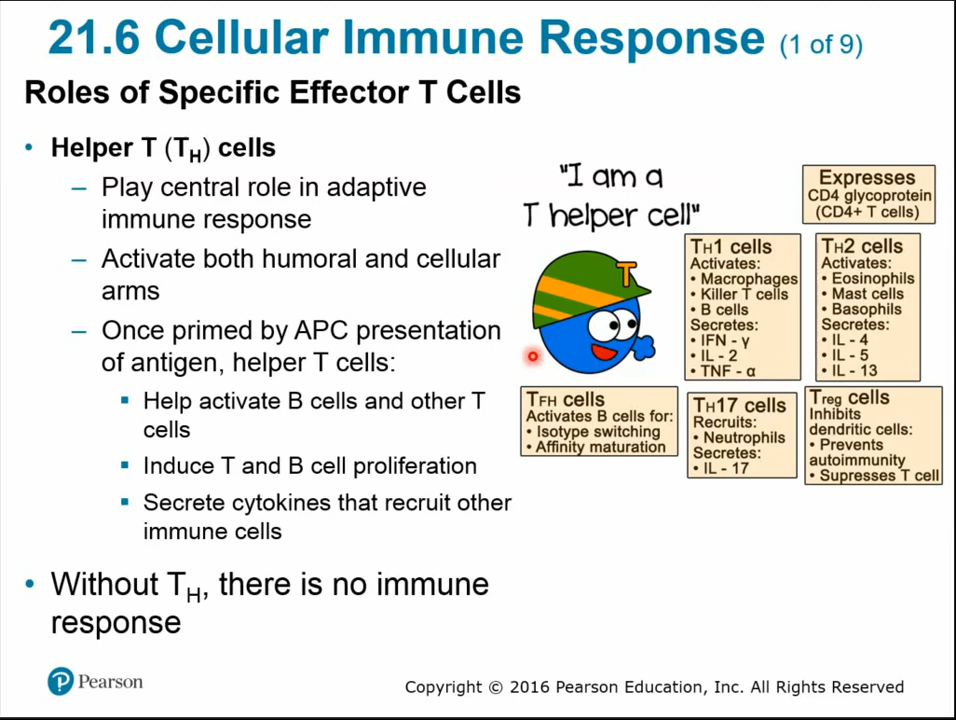 21.6 Cellular Immune Response (1 of 9)
Roles of Specific Effector T Cells
• Helper T (TH) cells
– Play central role in adaptive
immune response
– Activate both humoral and cellular
arms
– Once primed by APC presentation
of antigen, helper T cells:
▪ Help activate B cells and other T
cells
▪ Induce T and B cell proliferation
▪ Secrete cytokines that recruit other
immune cells
• Without TH, there is no immune
response
"I am a
T helper cell"
T
Expresses
CD4 glycoprotein
(CD4+ T cells)
TH1 cells
Activates:
• Macrophages
• Killer T cells
• B cells
Secretes:
• IFN - γ
• IL - 2
• TNF - α
TH2 cells
Activates:
• Eosinophils
• Mast cells
• Basophils
Secretes:
• IL - 4
• IL - 5
• IL - 13
TFH cells
Activates B cells for:
• Isotype switching
• Affinity maturation
TH17 cells
Recruits:
• Neutrophils
Secretes:
• IL - 17
Treg cells
Inhibits
dendritic cells:
• Prevents
autoimmunity
• Supresses T cell
P Pearson
Copyright © 2016 Pearson Education, Inc. All Rights Reserved